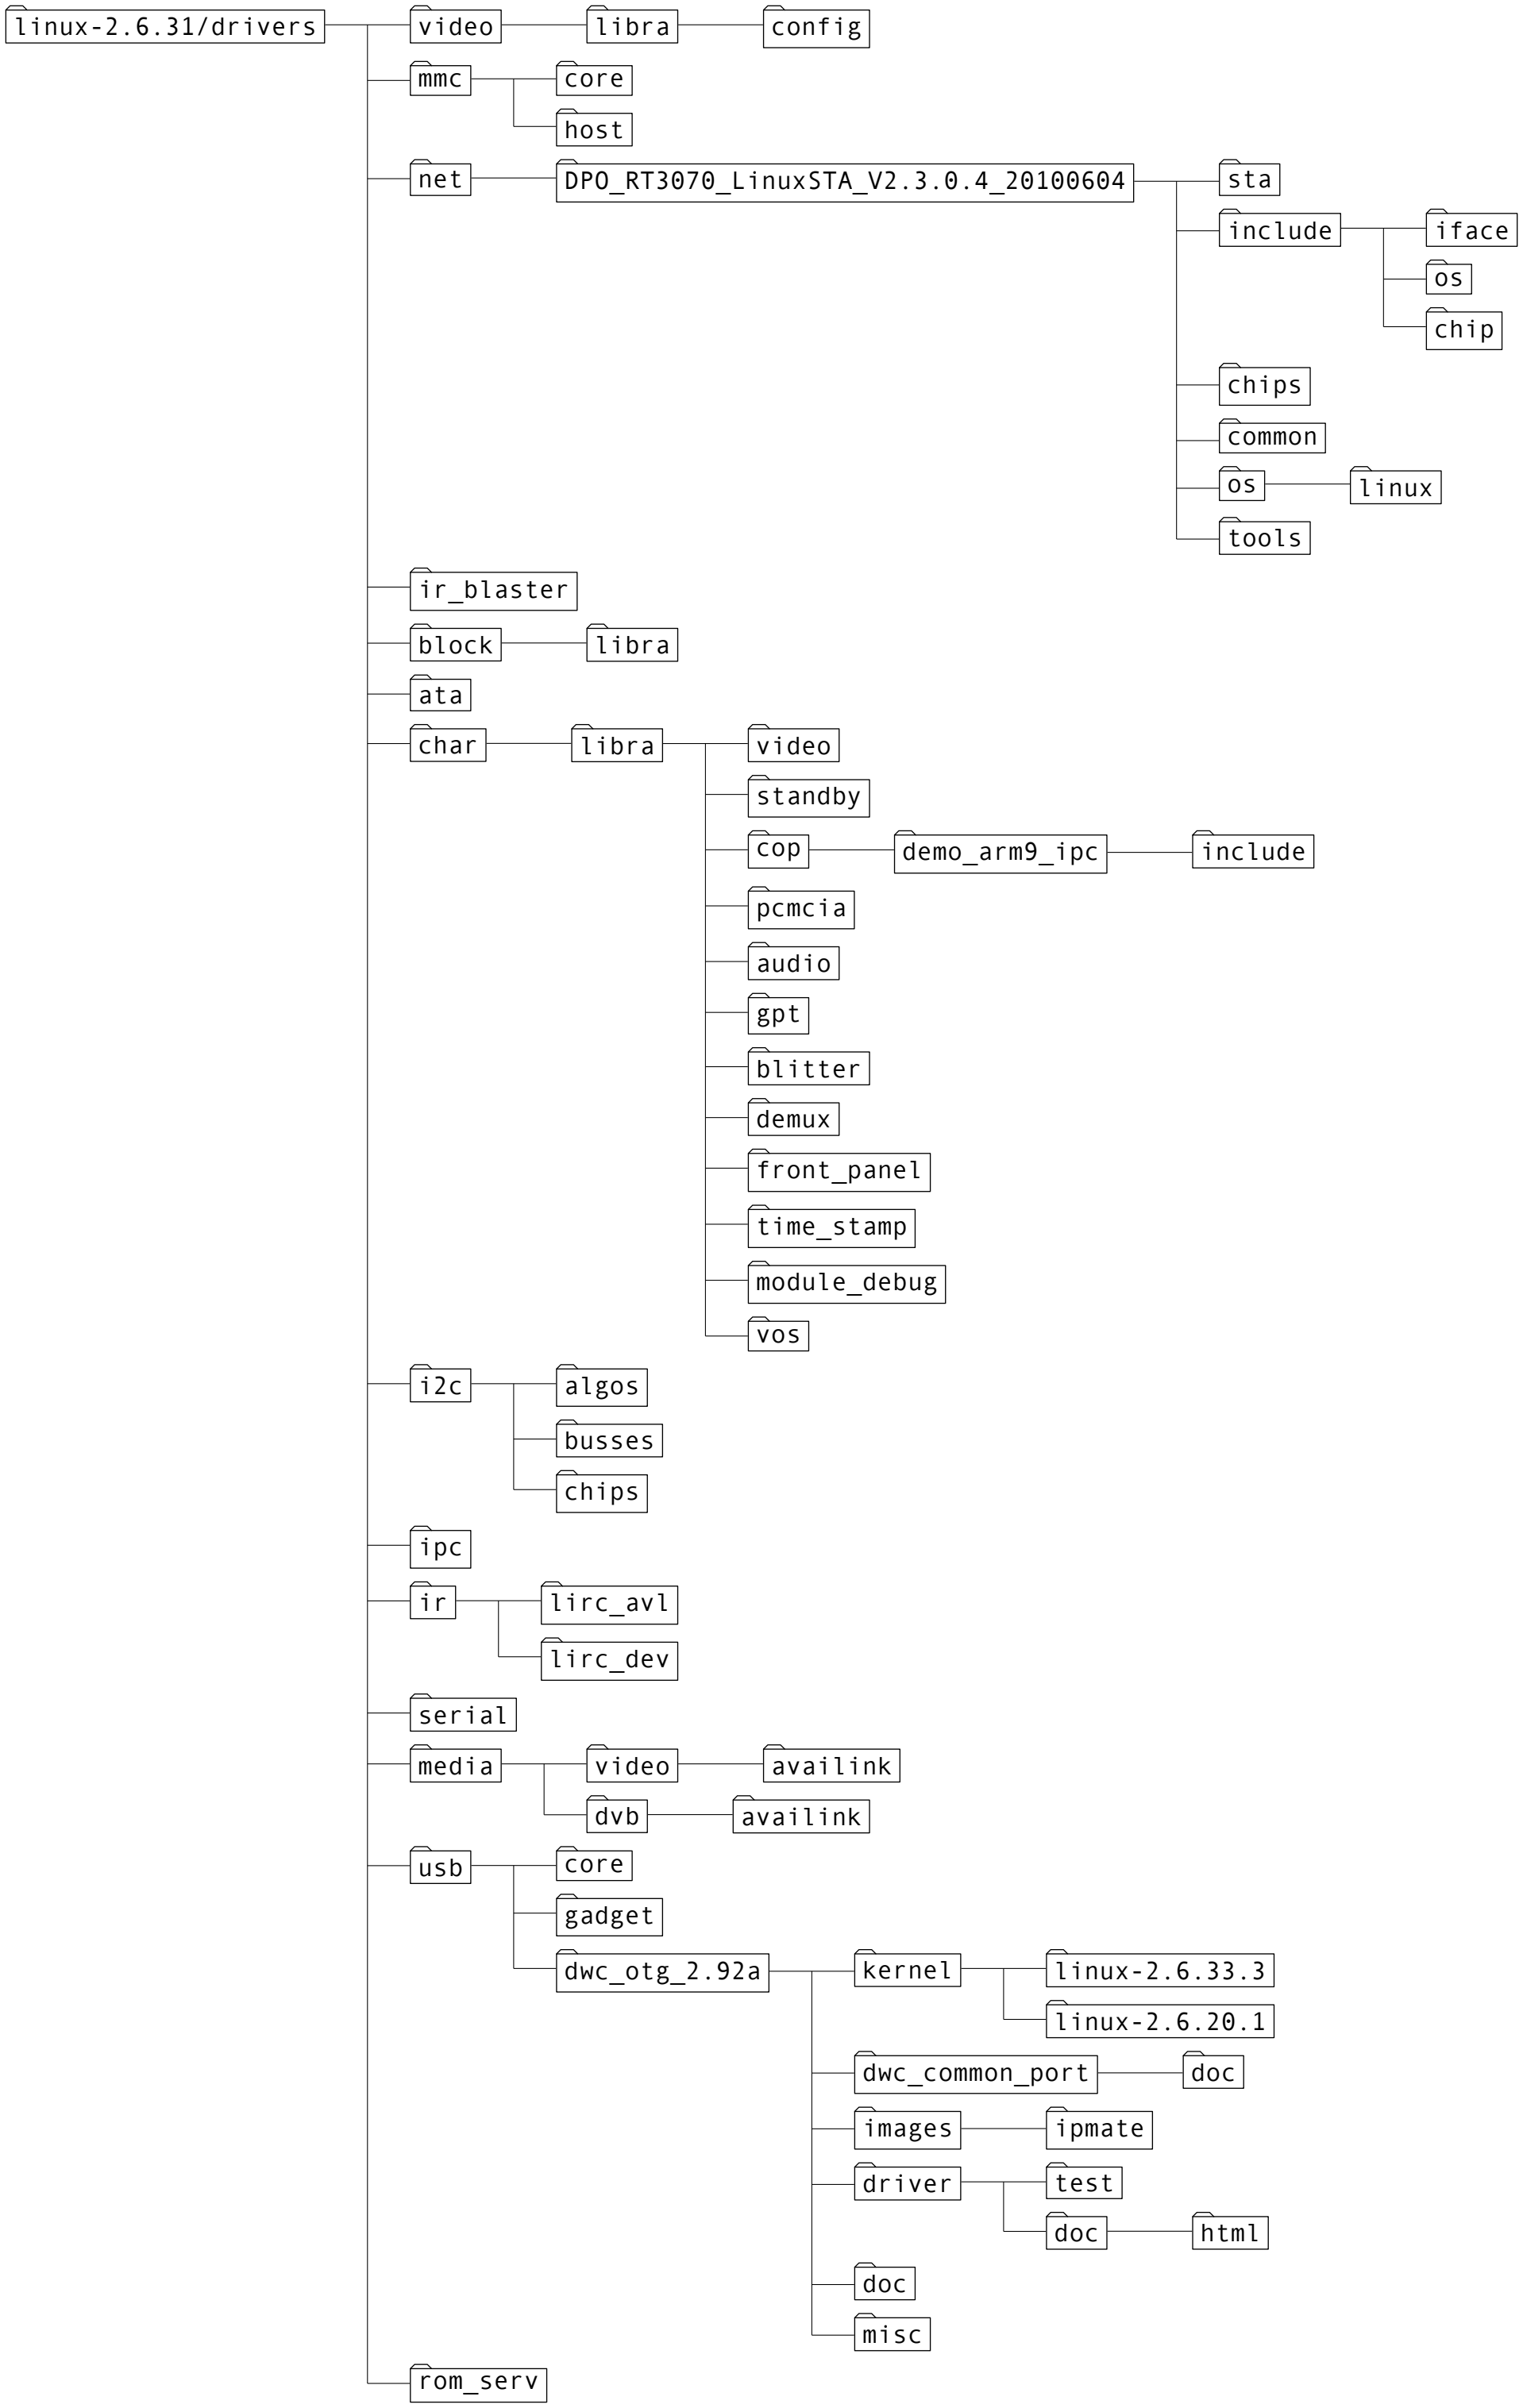 linux-2.6.31/drivers video libra config
mmc core
host
net DPO_RT3070_LinuxSTA_V2.3.0.4_20100604 sta
include iface
os
chip
chips
common
os linux
tools
ir_blaster
block libra
ata
char libra video
standby
cop demo_arm9_ipc include
pcmcia
audio
gpt
blitter
demux
front_panel
time_stamp
module_debug
vos
i2c algos
busses
chips
ipc
ir lirc_avl
lirc_dev
serial
media video availink
dvb availink
usb core
gadget
dwc_otg_2.92a kernel linux-2.6.33.3
linux-2.6.20.1
dwc_common_port doc
images ipmate
driver test
doc html
doc
misc
rom_serv